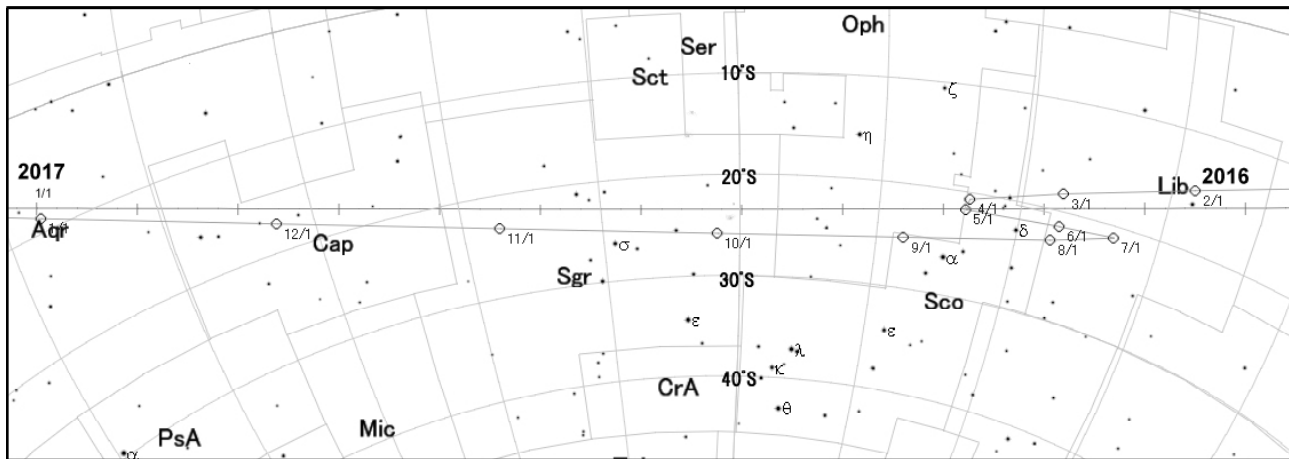 Oph
Ser
Sct
10°S
ζ
η
20°S
2017
1/1
Lib
2016
2/1
3/1
4/1
5/1
6/1
7/1
8/1
δ
Aqr
12/1
Cap
11/1
σ
10/1
9/1
α
Sgr
30°S
Sco
ε
ε
λ
κ
CrA
40°S
θ
Mic
PsA
α